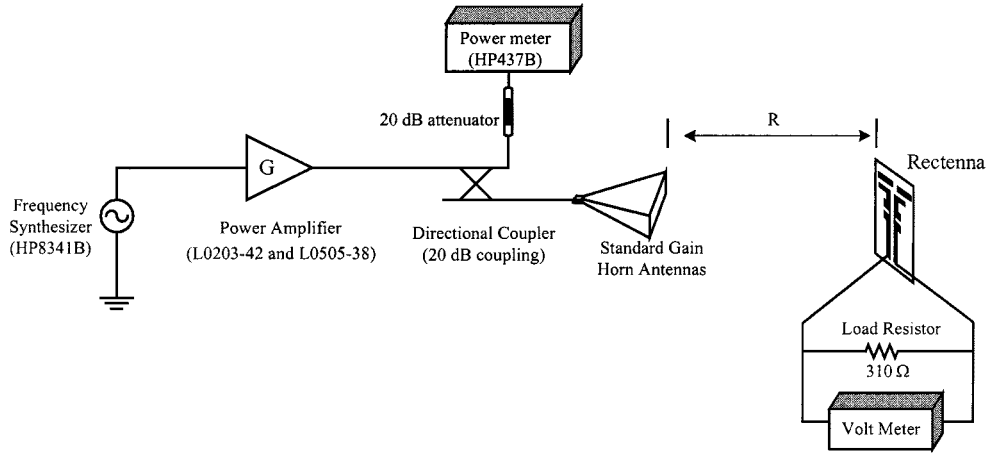 Power meter
(HP437B)
20 dB attenuator
R
Rectenna
G
Frequency
Synthesizer
(HP8341B)
Power Amplifier
(L0203-42 and L0505-38)
Directional Coupler
(20 dB coupling)
Standard Gain
Horn Antennas
Load Resistor
310 Ω
Volt Meter